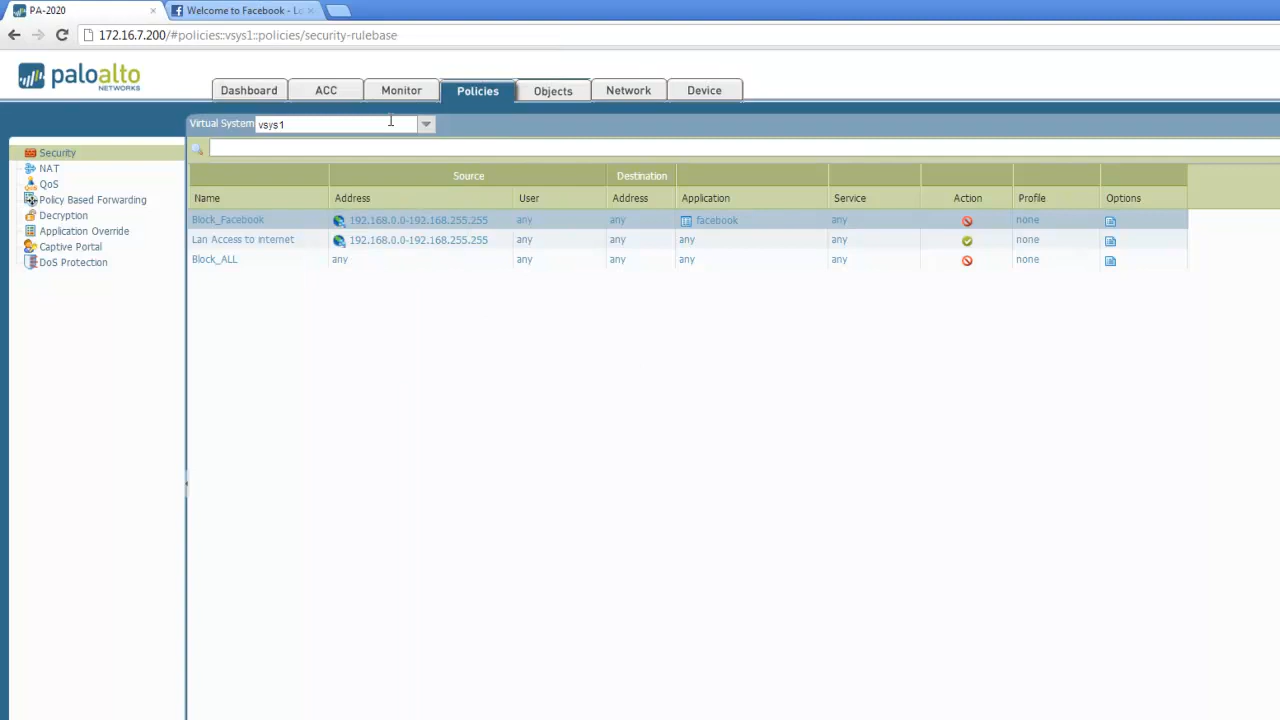 PA-2020 × Welcome to Facebook - Lo ×
172.16.7.200/#policies::vsys1::policies/security-rulebase
paloalto NETWORKS
Dashboard ACC Monitor Policies Objects Network Device
Virtual System vsys1
Security
NAT
QoS
Policy Based Forwarding
Decryption
Application Override
Captive Portal
DoS Protection
Source Destination
Name Address User Address Application Service Action Profile Options
Block_Facebook 192.168.0.0-192.168.255.255 any any facebook any none
Lan Access to internet 192.168.0.0-192.168.255.255 any any any any none
Block_ALL any any any any any none